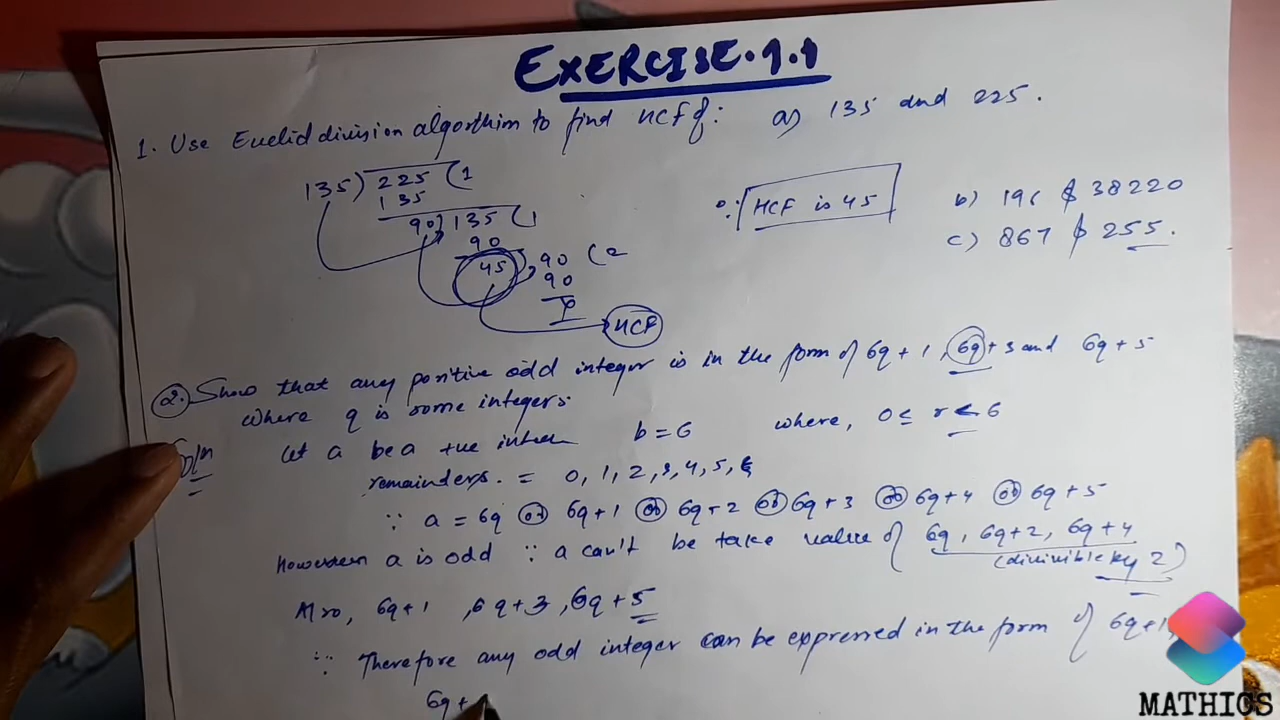 EXERCISE.1.1
1. Use Euclid division algorthim to find HCF of: a) 135 and 225.
135) 225 (1
135
90) 135 (1
90
45) 90 (2
90
HCF
∵ HCF is 45
b) 196 & 38220
c) 867 & 255.
2. Show that any positive odd integer is in the form of 6q + 1, 6q + 3 and 6q + 5
where q is some integers.
Soln Let a be a +ve b = 6 where, 0 ≤ r < 6
remainders. = 0, 1, 2, 3, 4, 5,
∵ a = 6q or 6q + 1 or 6q + 2 or 6q + 3 or 6q + 4 or 6q + 5
a is odd ∵ a can't be take value of 6q, 6q+2, 6q+4
(divisible by 2)
Also, 6q+1, 6q+3, 6q+5
∵ Therefore any odd integer can be expressed in the form of 6q+1,
6q+
MATHICS